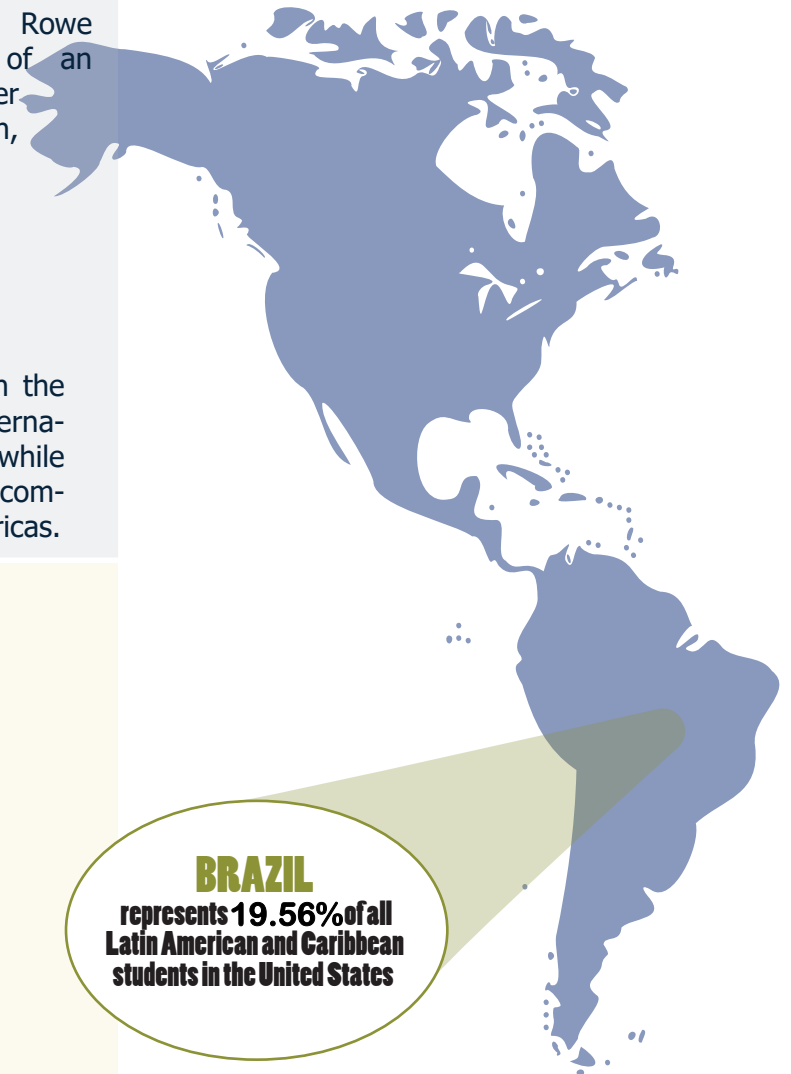 Rowe
of an
er
n,
n the
erna-
while
com-
ricas.
BRAZIL
represents 19.56% of all
Latin American and Caribbean
students in the United States